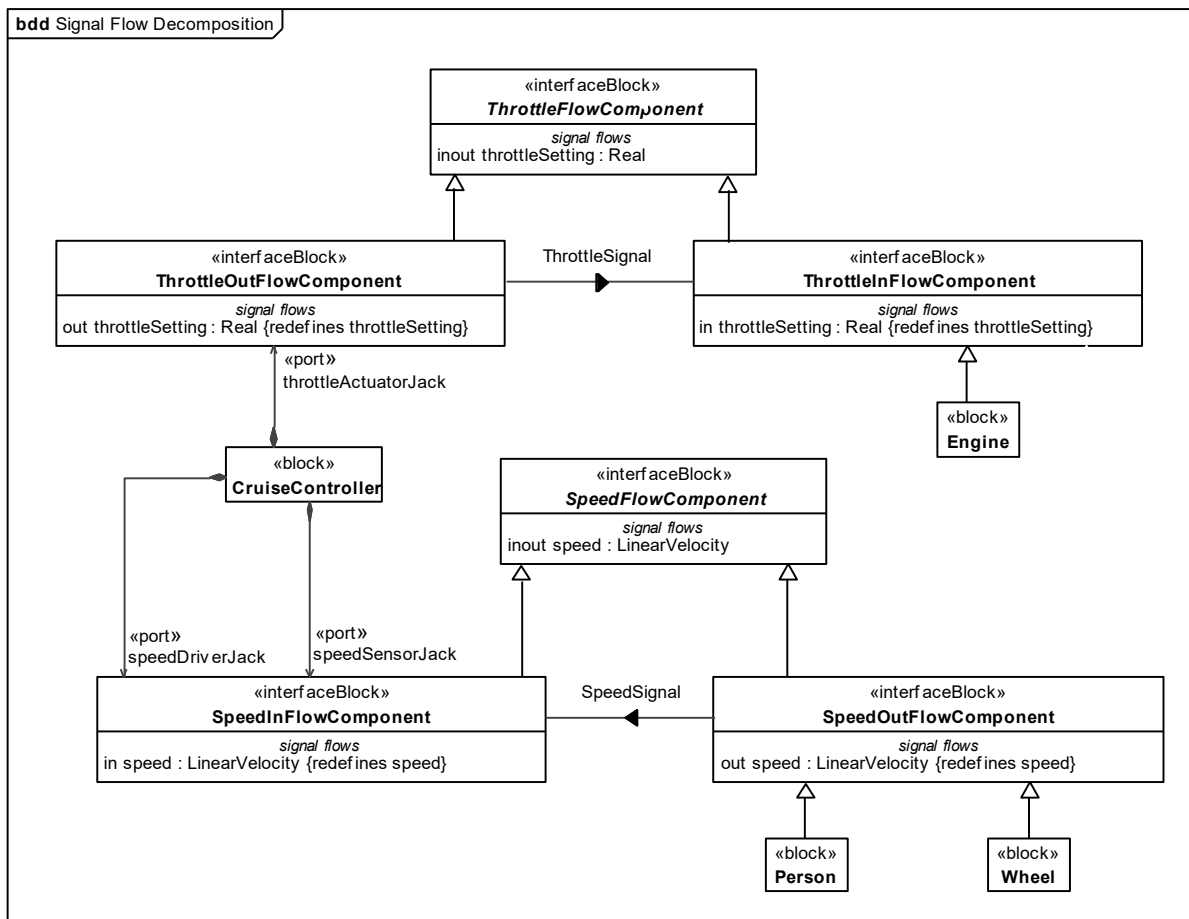 bdd Signal Flow Decomposition
«interfaceBlock»
ThrottleFlowComponent
signal flows
inout throttleSetting : Real
«interfaceBlock»
ThrottleOutFlowComponent
signal flows
out throttleSetting : Real {redefines throttleSetting}
ThrottleSignal
«interfaceBlock»
ThrottleInFlowComponent
signal flows
in throttleSetting : Real {redefines throttleSetting}
«port»
throttleActuatorJack
«block»
Engine
«block»
CruiseController
«interfaceBlock»
SpeedFlowComponent
signal flows
inout speed : LinearVelocity
«port»
speedDriverJack
«port»
speedSensorJack
«interfaceBlock»
SpeedInFlowComponent
signal flows
in speed : LinearVelocity {redefines speed}
SpeedSignal
«interfaceBlock»
SpeedOutFlowComponent
signal flows
out speed : LinearVelocity {redefines speed}
«block»
Person
«block»
Wheel